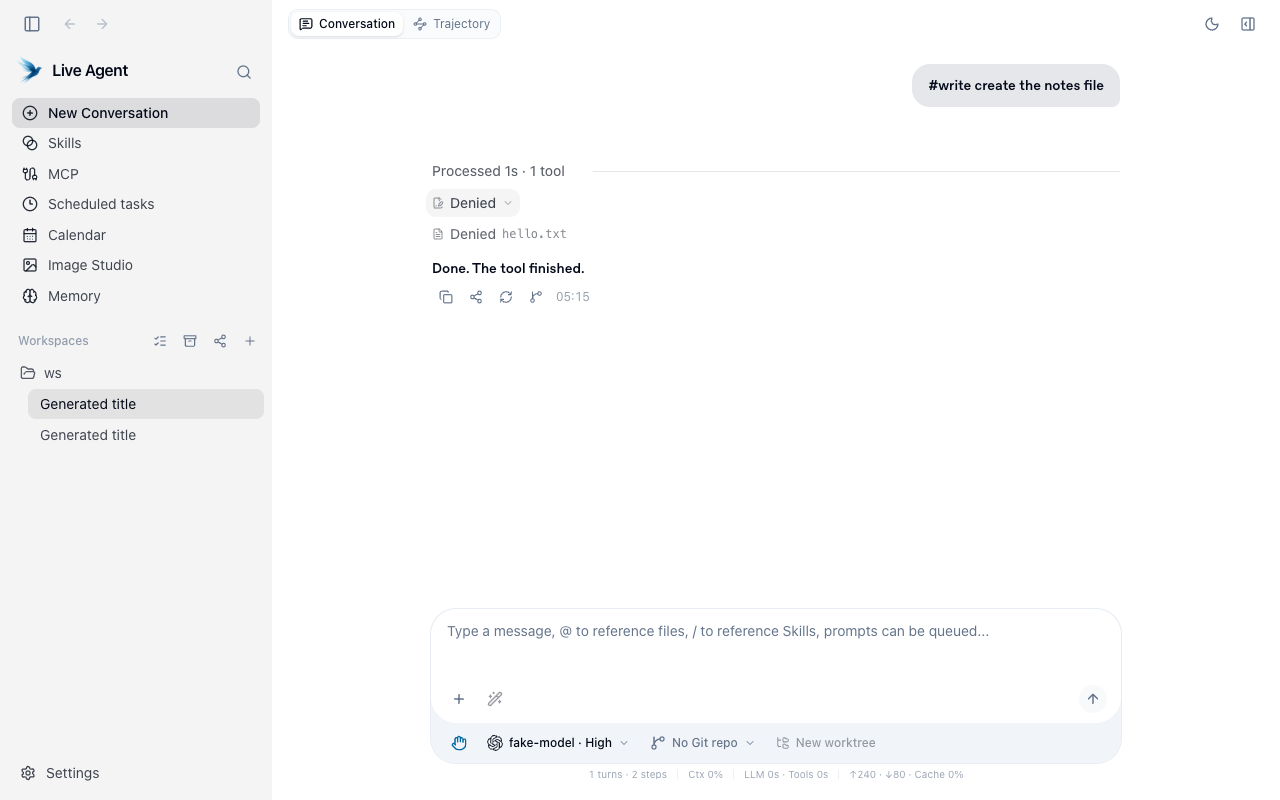 Conversation
Trajectory
Live Agent
New Conversation
Skills
MCP
Scheduled tasks
Calendar
Image Studio
Memory
Workspaces
ws
Generated title
Generated title
Settings
#write create the notes file
Processed 1s · 1 tool
Denied
Denied hello.txt
Done. The tool finished.
05:15
Type a message, @ to reference files, / to reference Skills, prompts can be queued...
fake-model · High
No Git repo
New worktree
1 turns · 2 steps
Ctx 0%
LLM 0s · Tools 0s
↑240 · ↓80 · Cache 0%